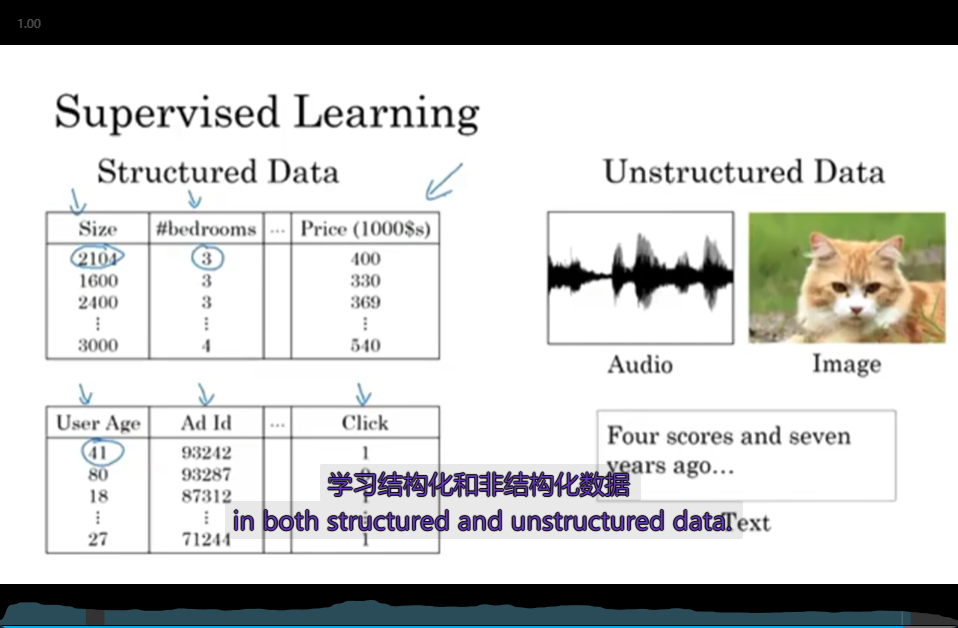 1.00
Supervised Learning
Structured Data
Size #bedrooms ... Price (1000$s)
2104 3 400
1600 3 330
2400 3 369
⋮ ⋮ ⋮
3000 4 540
User Age Ad Id ... Click
41 93242 1
80 93287
18 87312
⋮ ⋮
27 71244 1
Unstructured Data
Audio
Image
Four scores and seven
years ago...
Text
学习结构化和非结构化数据
in both structured and unstructured data.